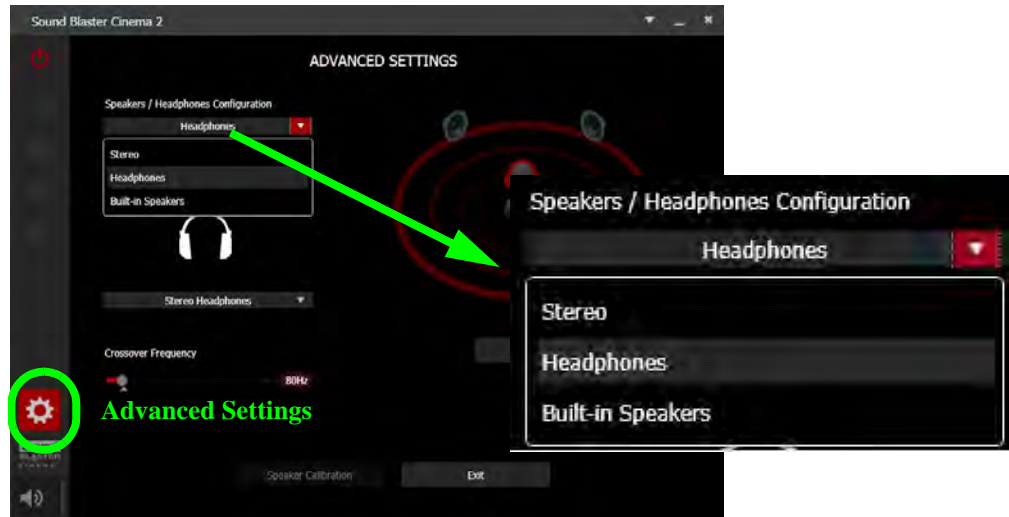 Sound Blaster Cinema 2
ADVANCED SETTINGS
Speakers / Headphones Configuration
Headphones
Stereo
Headphones
Built-in Speakers
Stereo Headphones
Crossover Frequency
80Hz
Advanced Settings
BLASTER
Speaker Calibration
Exit
Speakers / Headphones Configuration
Headphones
Stereo
Headphones
Built-in Speakers